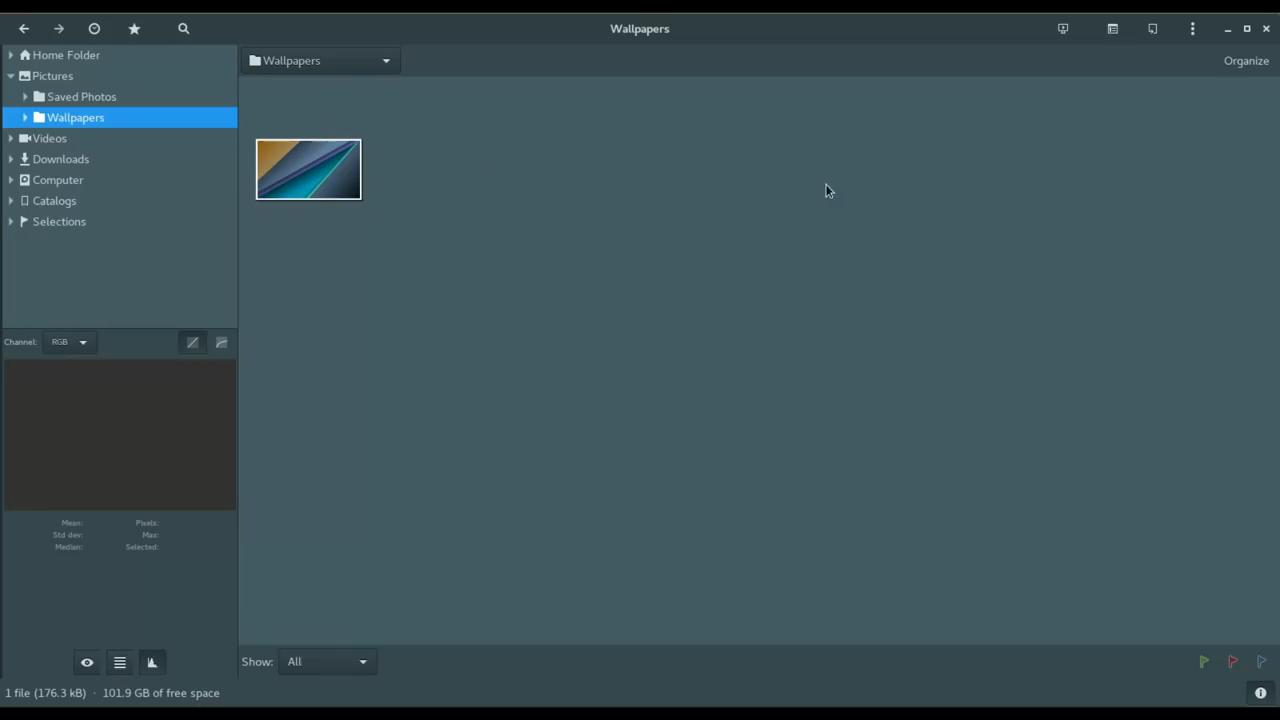 Wallpapers
Home Folder
Pictures
Saved Photos
Wallpapers
Videos
Downloads
Computer
Catalogs
Selections
Wallpapers
Organize
Channel: RGB
Mean: Pixels:
Std dev: Max:
Median: Selected:
Show: All
1 file (176.3 kB) · 101.9 GB of free space